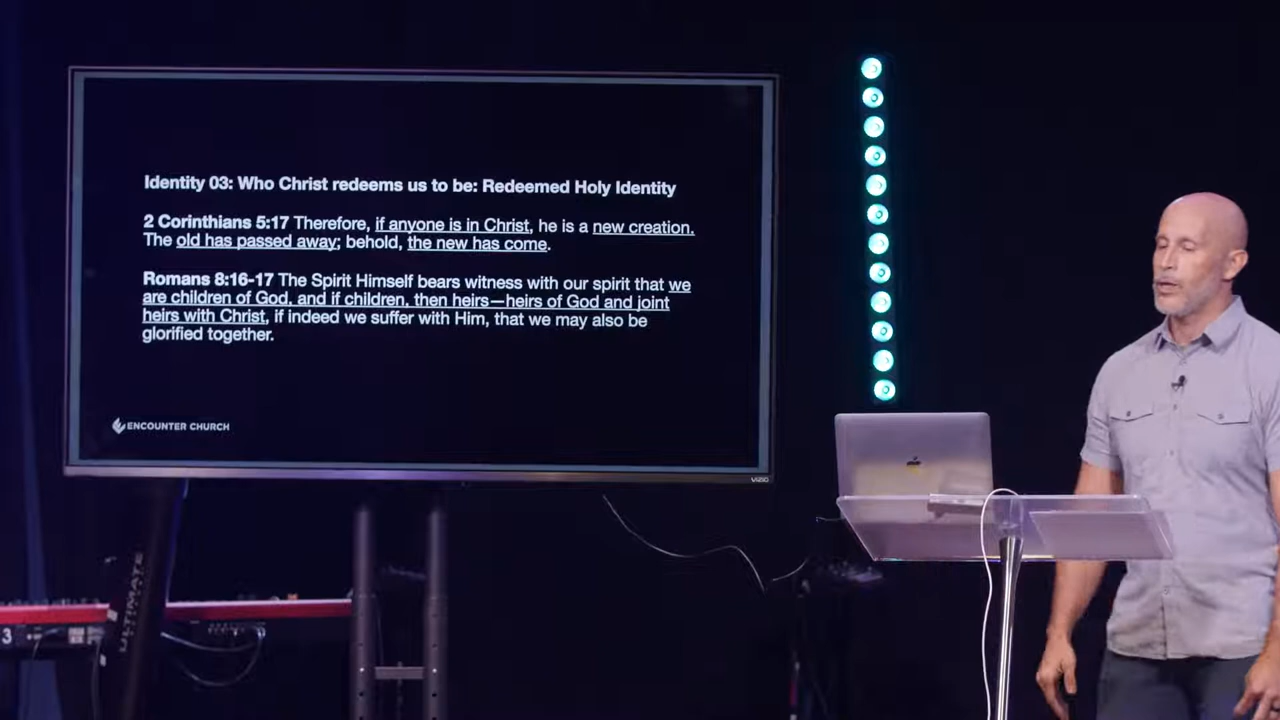 Identity 03: Who Christ redeems us to be: Redeemed Holy Identity
2 Corinthians 5:17 Therefore, if anyone is in Christ, he is a new creation.
The old has passed away; behold, the new has come.
Romans 8:16-17 The Spirit Himself bears witness with our spirit that we
are children of God, and if children, then heirs—heirs of God and joint
heirs with Christ, if indeed we suffer with Him, that we may also be
glorified together.
ENCOUNTER CHURCH
VIZIO
ULTIMATE
3